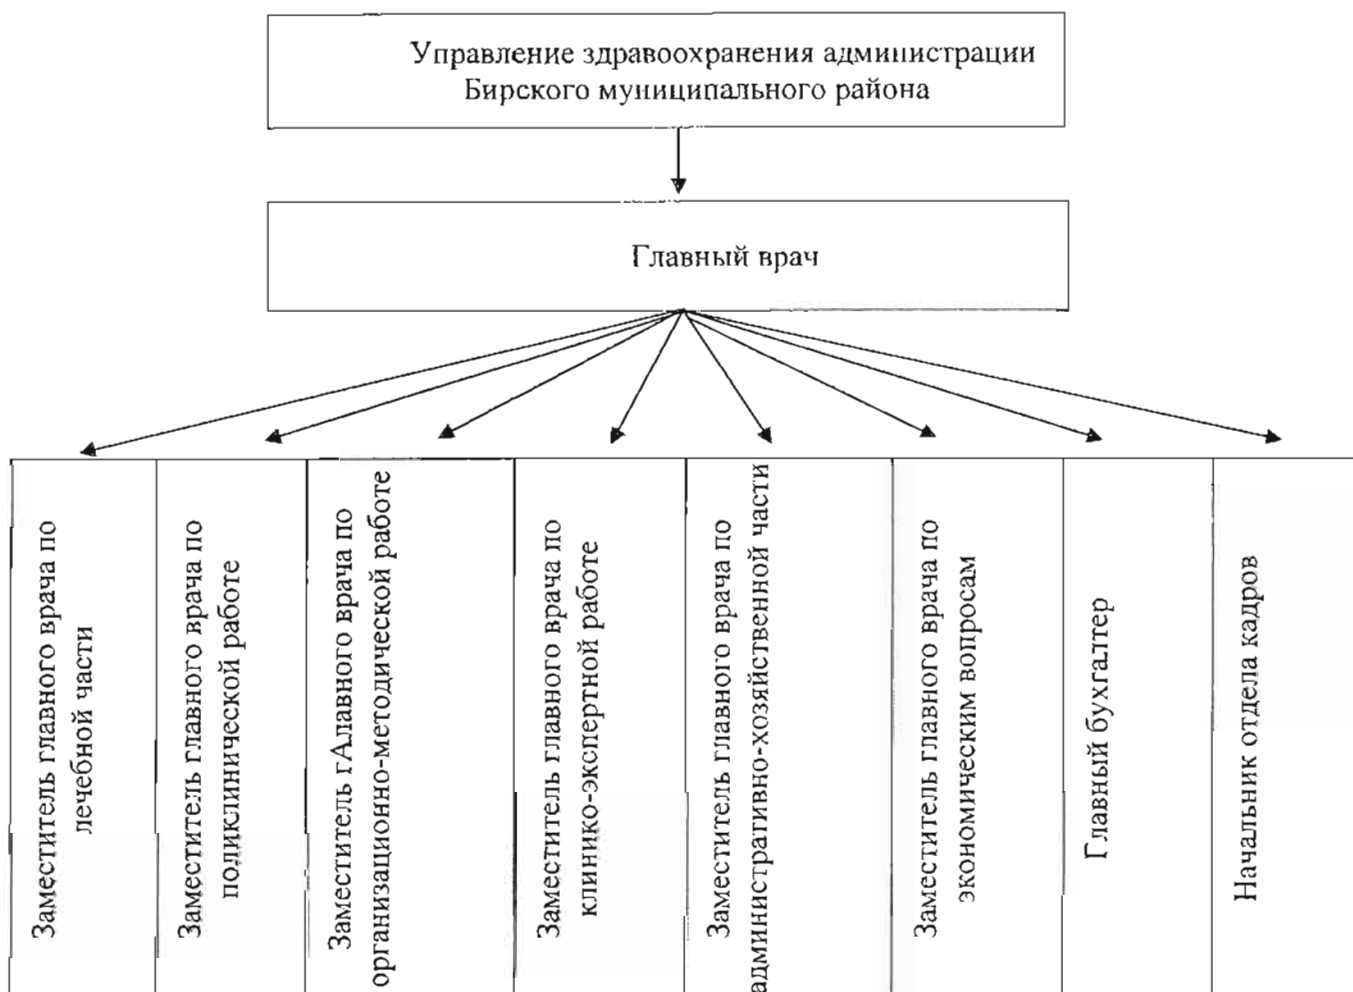 Управление здравоохранения администрации
Бирского муниципального района
Главный врач
Заместитель главного врача по
лечебной части
Заместитель главного врача по
поликлинической работе
Заместитель гАлавного врача по
организационно-методической работе
Заместитель главного врача по
клинико-экспертной работе
Заместитель главного врача по
административно-хозяйственной части
Заместитель главного врача по
экономическим вопросам
Главный бухгалтер
Начальник отдела кадров